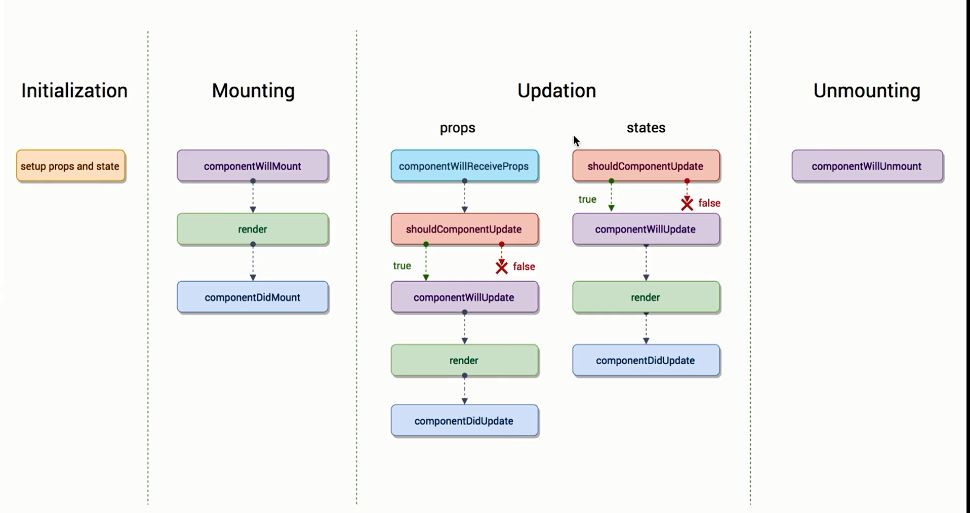 Initialization
Mounting
Updation
Unmounting
props
states
setup props and state
componentWillMount
render
componentDidMount
componentWillReceiveProps
shouldComponentUpdate
true
false
componentWillUpdate
render
componentDidUpdate
shouldComponentUpdate
true
false
componentWillUpdate
render
componentDidUpdate
componentWillUnmount